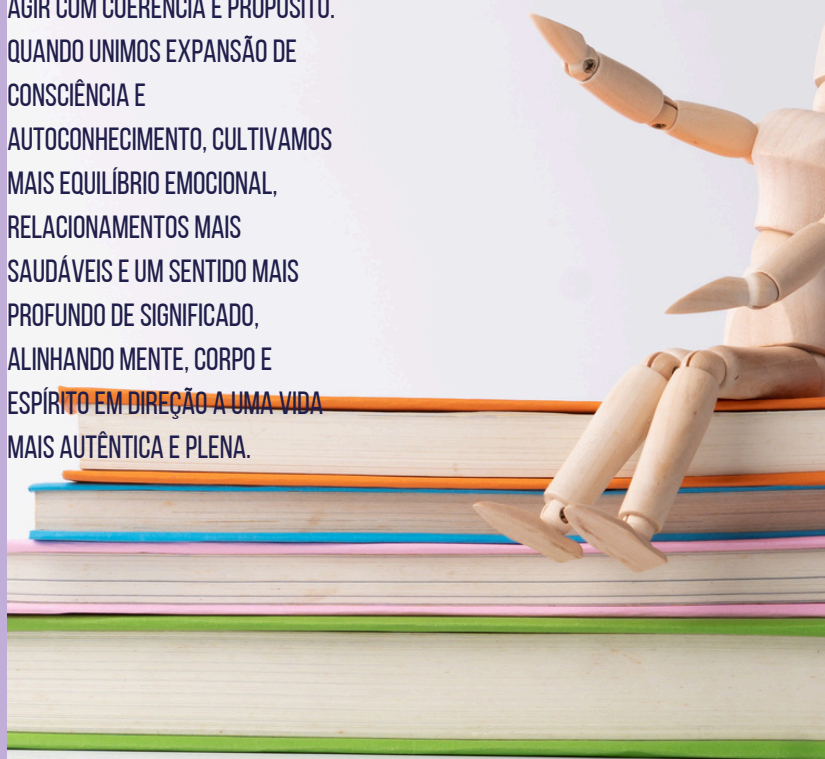 AGIR COM COERÊNCIA E PROPÓSITO.
QUANDO UNIMOS EXPANSÃO DE
CONSCIÊNCIA E
AUTOCONHECIMENTO, CULTIVAMOS
MAIS EQUILÍBRIO EMOCIONAL,
RELACIONAMENTOS MAIS
SAUDÁVEIS E UM SENTIDO MAIS
PROFUNDO DE SIGNIFICADO,
ALINHANDO MENTE, CORPO E
ESPÍRITO EM DIREÇÃO A UMA VIDA
MAIS AUTÊNTICA E PLENA.